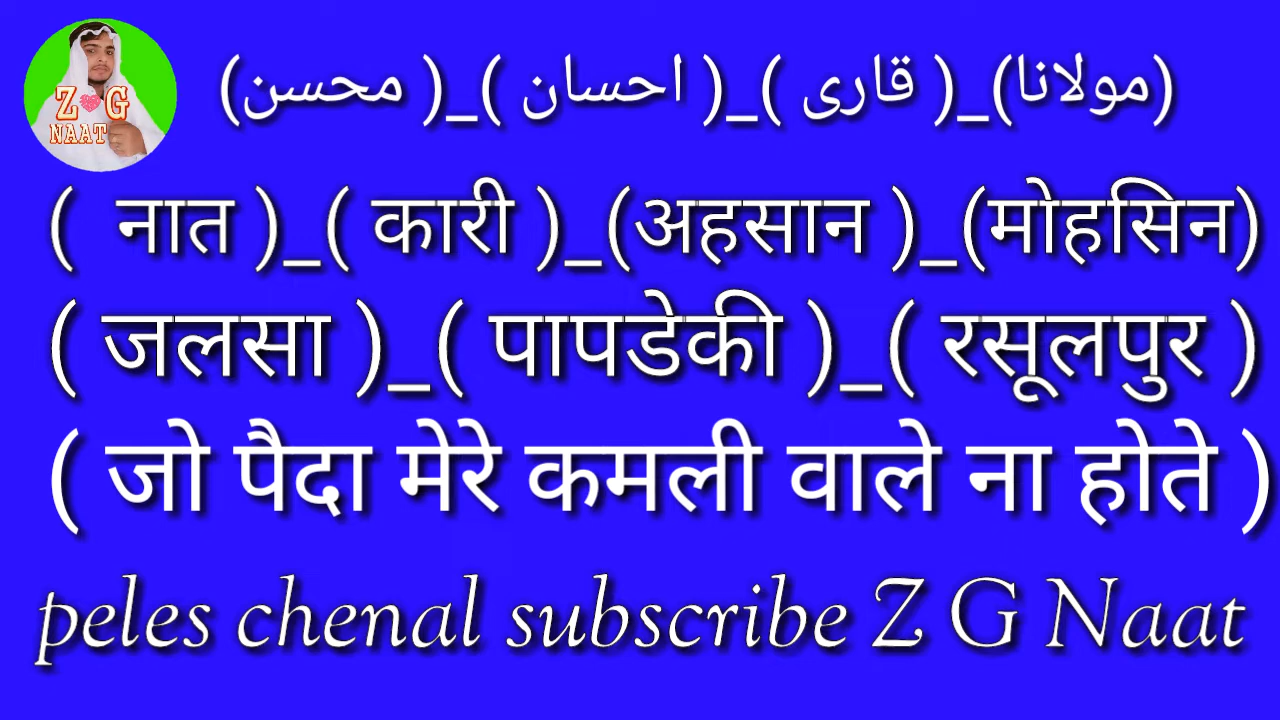 (مولانا)_( قاری )_( احسان )_( محسن)
( नात )_( कारी )_(अहसान )_(मोहसिन)
( जलसा )_( पापडेकी )_( रसूलपुर )
( जो पैदा मेरे कमली वाले ना होते )
peles chenal subscribe Z G Naat
Z G
NAAT